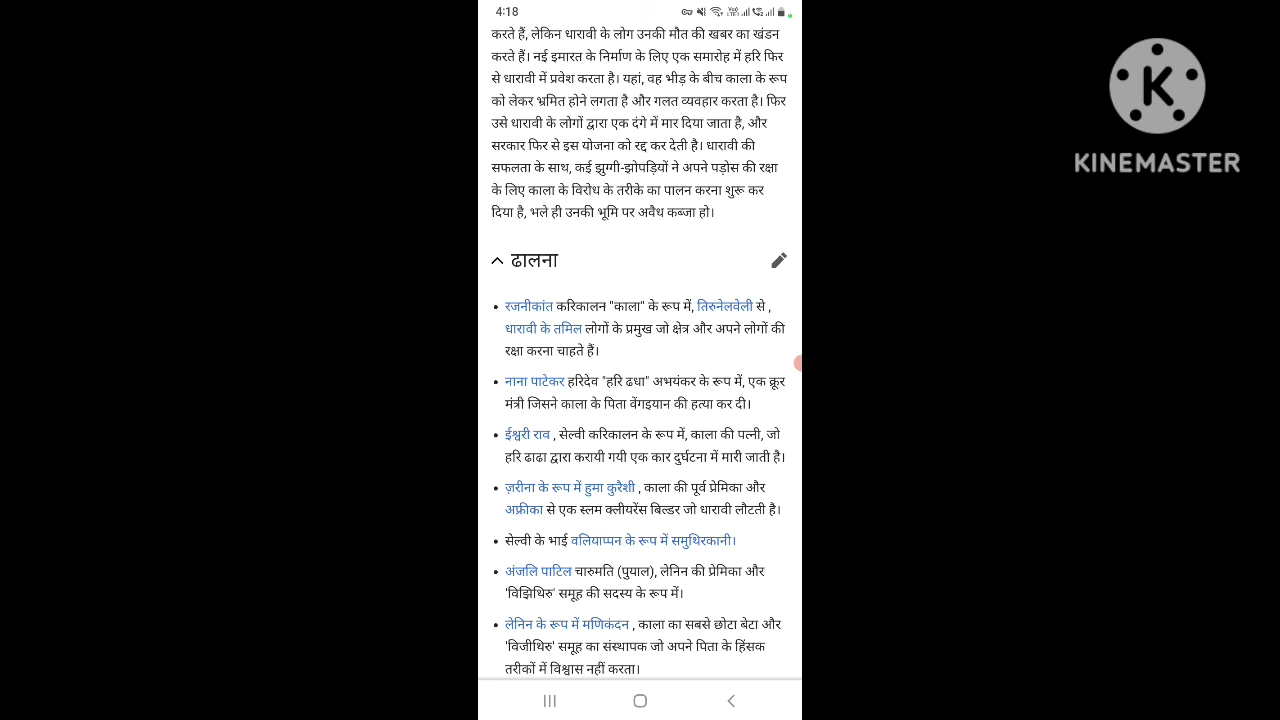 4:18
करते हैं, लेकिन धारावी के लोग उनकी मौत की खबर का खंडन
करते हैं। नई इमारत के निर्माण के लिए एक समारोह में हरि फिर
से धारावी में प्रवेश करता है। यहां, वह भीड़ के बीच काला के रूप
को लेकर भ्रमित होने लगता है और गलत व्यवहार करता है। फिर
उसे धारावी के लोगों द्वारा एक दंगे में मार दिया जाता है, और
सरकार फिर से इस योजना को रद्द कर देती है। धारावी की
सफलता के साथ, कई झुग्गी-झोपड़ियों ने अपने पड़ोस की रक्षा
के लिए काला के विरोध के तरीके का पालन करना शुरू कर
दिया है, भले ही उनकी भूमि पर अवैध कब्जा हो।
ढालना
• रजनीकांत करिकालन "काला" के रूप में, तिरुनेलवेली से ,
धारावी के तमिल लोगों के प्रमुख जो क्षेत्र और अपने लोगों की
रक्षा करना चाहते हैं।
• नाना पाटेकर हरिदेव "हरि ढधा" अभयंकर के रूप में, एक क्रूर
मंत्री जिसने काला के पिता वेंगइयान की हत्या कर दी।
• ईश्वरी राव , सेल्वी करिकालन के रूप में, काला की पत्नी, जो
हरि ढाढा द्वारा करायी गयी एक कार दुर्घटना में मारी जाती है।
• ज़रीना के रूप में हुमा कुरैशी , काला की पूर्व प्रेमिका और
अफ्रीका से एक स्लम क्लीयरेंस बिल्डर जो धारावी लौटती है।
• सेल्वी के भाई वलियाप्पन के रूप में समुथिरकानी।
• अंजलि पाटिल चारुमति (पुयाल), लेनिन की प्रेमिका और
'विझिथिरु' समूह की सदस्य के रूप में।
• लेनिन के रूप में मणिकंदन , काला का सबसे छोटा बेटा और
'विजीथिरु' समूह का संस्थापक जो अपने पिता के हिंसक
तरीकों में विश्वास नहीं करता।
K
KINEMASTER